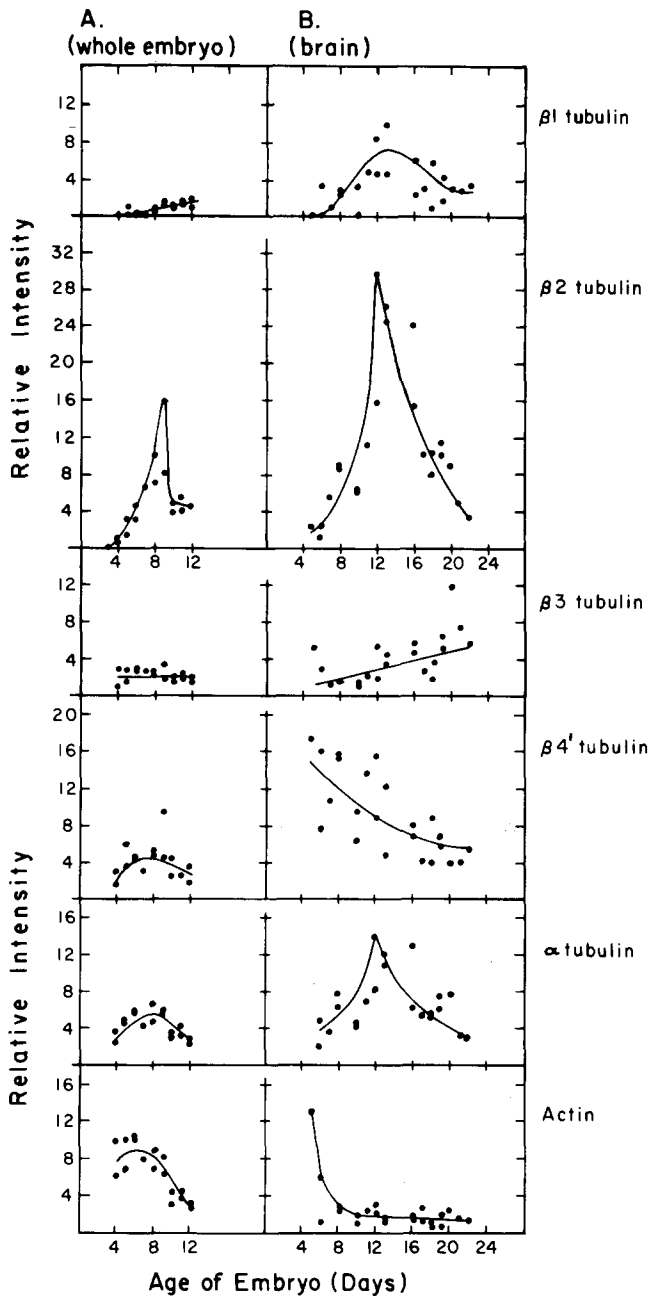 A. B.
(whole embryo) (brain)
12
8
4
β1 tubulin
32
28
24
20
16
12
8
4
β2 tubulin
4 8 12 4 8 12 16 20 24
12
8
4
β3 tubulin
20
16
12
8
4
β4' tubulin
16
12
8
4
α tubulin
16
12
8
4
Actin
4 8 12 4 8 12 16 20 24
Relative Intensity
Relative Intensity
Age of Embryo (Days)